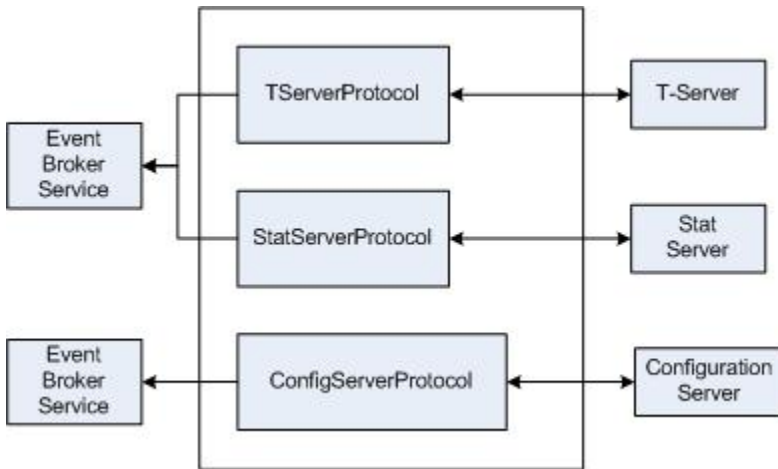 TServerProtocol
T-Server
Event
Broker
Service
StatServerProtocol
Stat
Server
Event
Broker
Service
ConfigServerProtocol
Configuration
Server